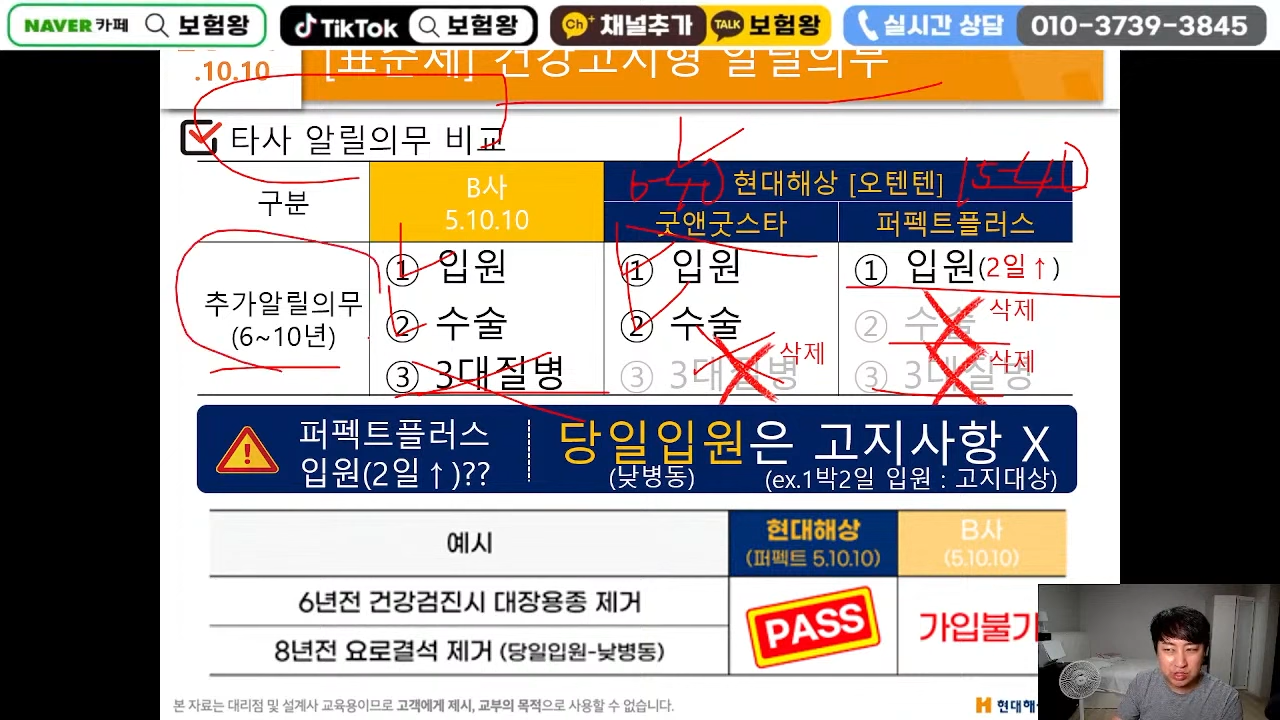 NAVER 카페 보험왕 TikTok 보험왕 Ch+ 채널추가 TALK 보험왕 실시간 상담 010-3739-3845
.10.10 [표준체] 건강고지형 알릴의무
타사 알릴의무 비교
구분 B사 5.10.10 6-40 현대해상 [오텐텐] 15-40
굿앤굿스타 퍼펙트플러스
추가알릴의무
(6~10년)
① 입원 ① 입원 ① 입원(2일↑)
② 수술 ② 수술 ② 수술 삭제
③ 3대질병 ③ 3대질병 삭제 ③ 3대질병 삭제
퍼펙트플러스
입원(2일↑)??
당일입원은 고지사항 X
(낮병동) (ex.1박2일 입원 : 고지대상)
예시 현대해상 B사
(퍼펙트 5.10.10) (5.10.10)
6년전 건강검진시 대장용종 제거
PASS 가입불가
8년전 요로결석 제거 (당일입원-낮병동)
본 자료는 대리점 및 설계사 교육용이므로 고객에게 제시, 교부의 목적으로 사용할 수 없습니다.
현대해